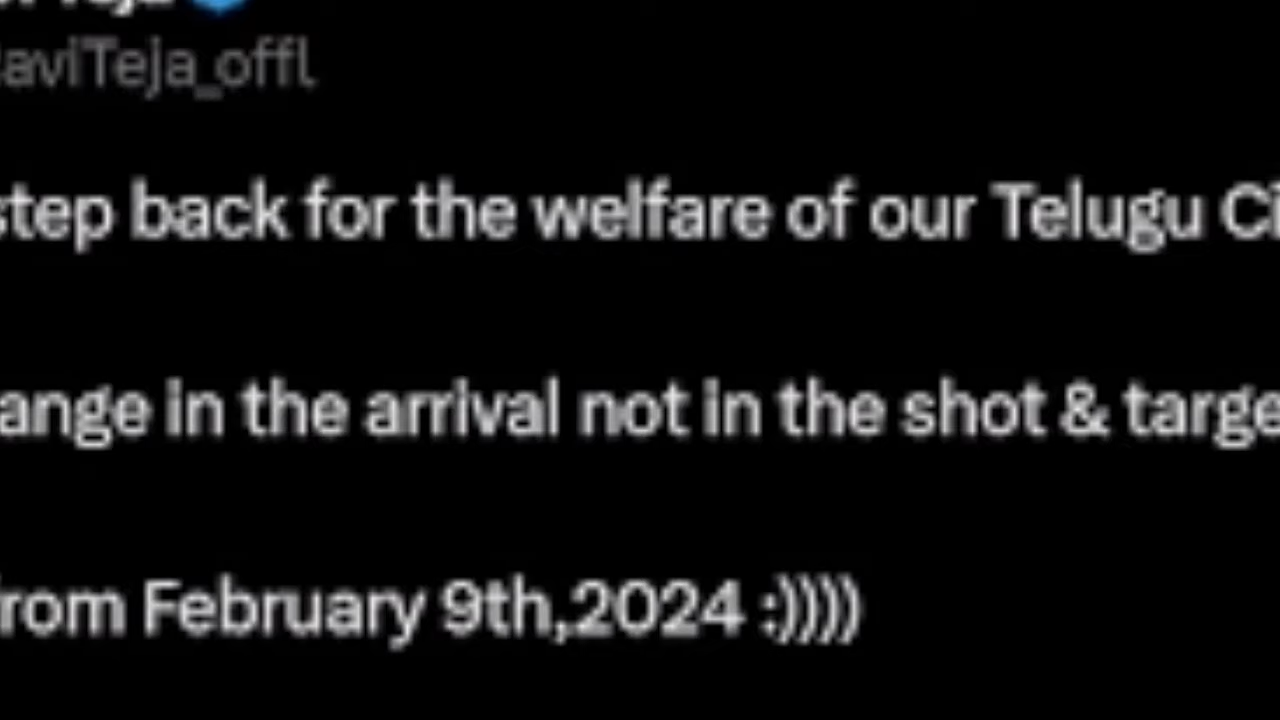 aviTeja_offl
step back for the welfare of our Telugu Ci
ange in the arrival not in the shot & targe
rom February 9th,2024 :))))